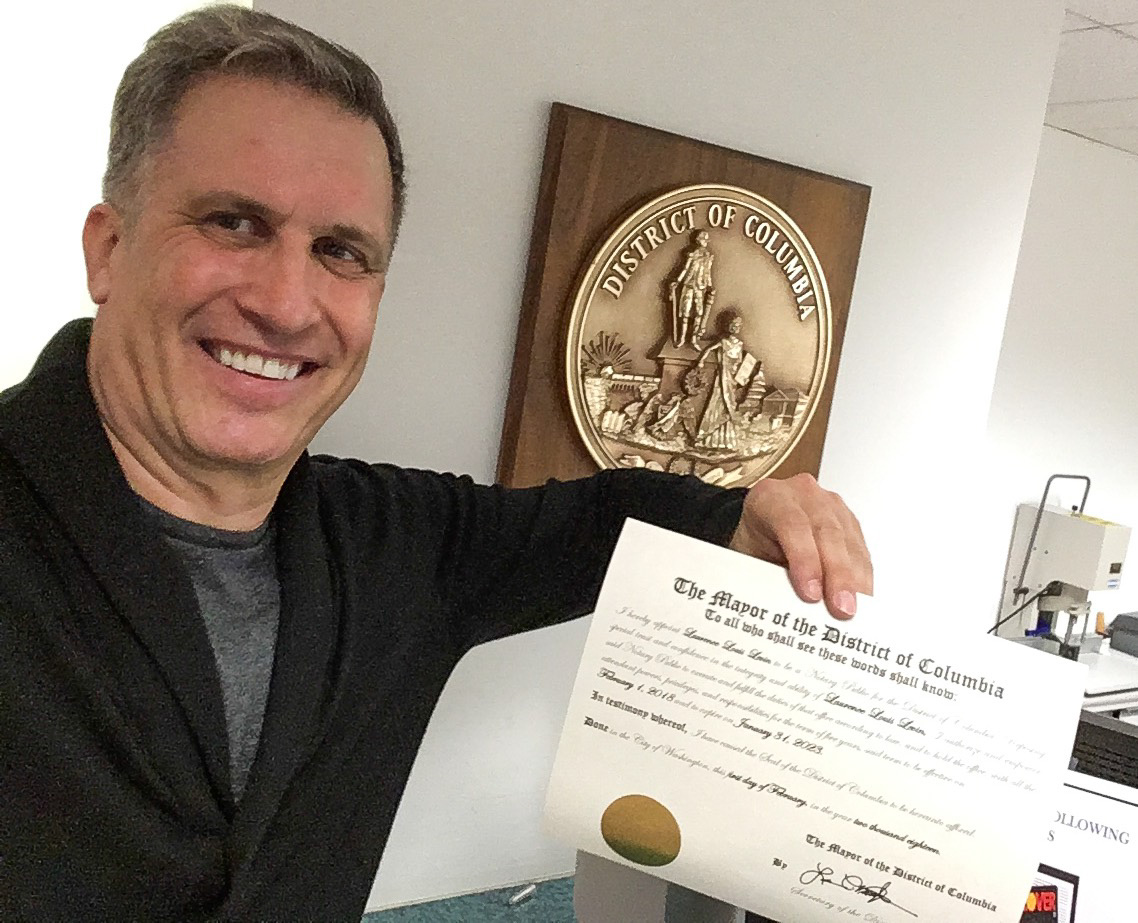 DISTRICT OF COLUMBIA
The Mayor of the District of Columbia
To all who shall see these words shall know:
I hereby appoint Laurence Louis Levin to be a Notary Public for the District of Columbia,
special trust and confidence in the integrity and ability of Laurence Louis Levin, I authorize and
said Notary Public to execute and fulfill the duties of that office according to law, and to hold the office with all the
attendant powers, privileges, and responsibilities for the term of five years, said term to be effective on
February 1, 2018 and to expire on January 31, 2023.
In testimony whereof, I have caused the Seal of the District of Columbia to be hereunto affixed.
Done in the City of Washington, this first day of February, in the year two thousand eighteen.
The Mayor of the District of Columbia
By
Secretary of the
OLLOWING
S
OVER